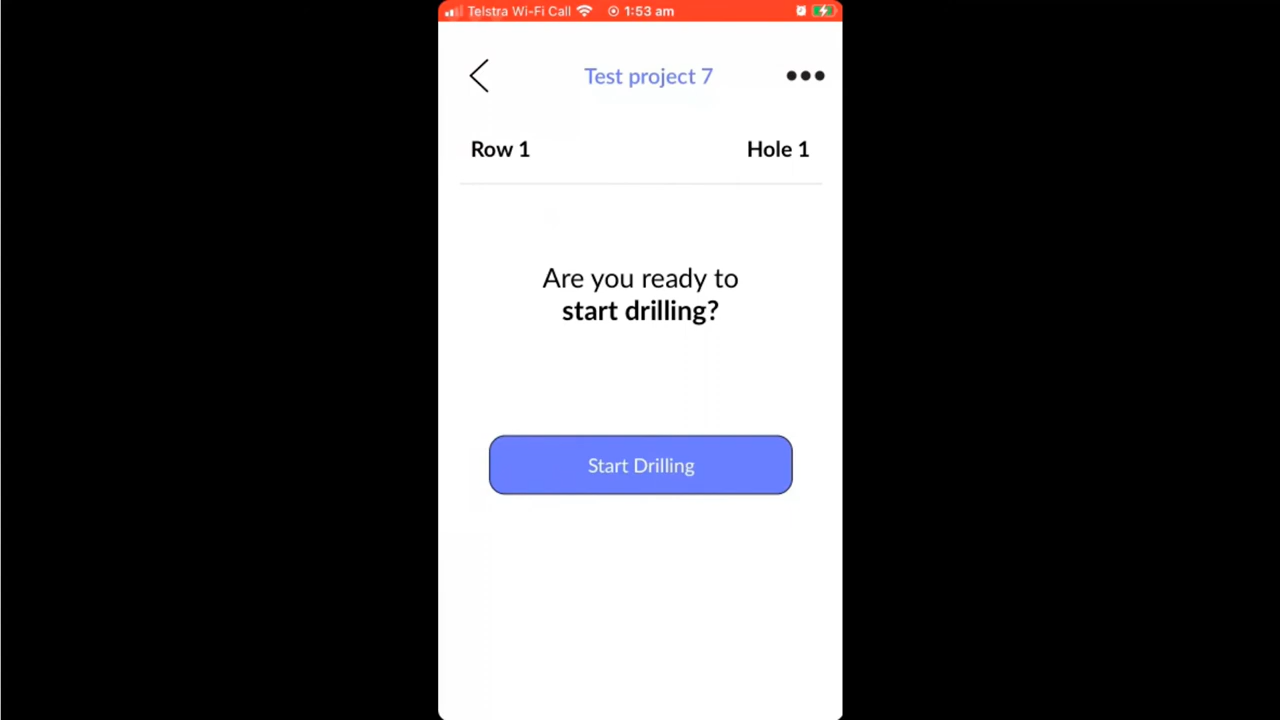 Telstra Wi-Fi Call 1:53 am
Test project 7
Row 1 Hole 1
Are you ready to
start drilling?
Start Drilling